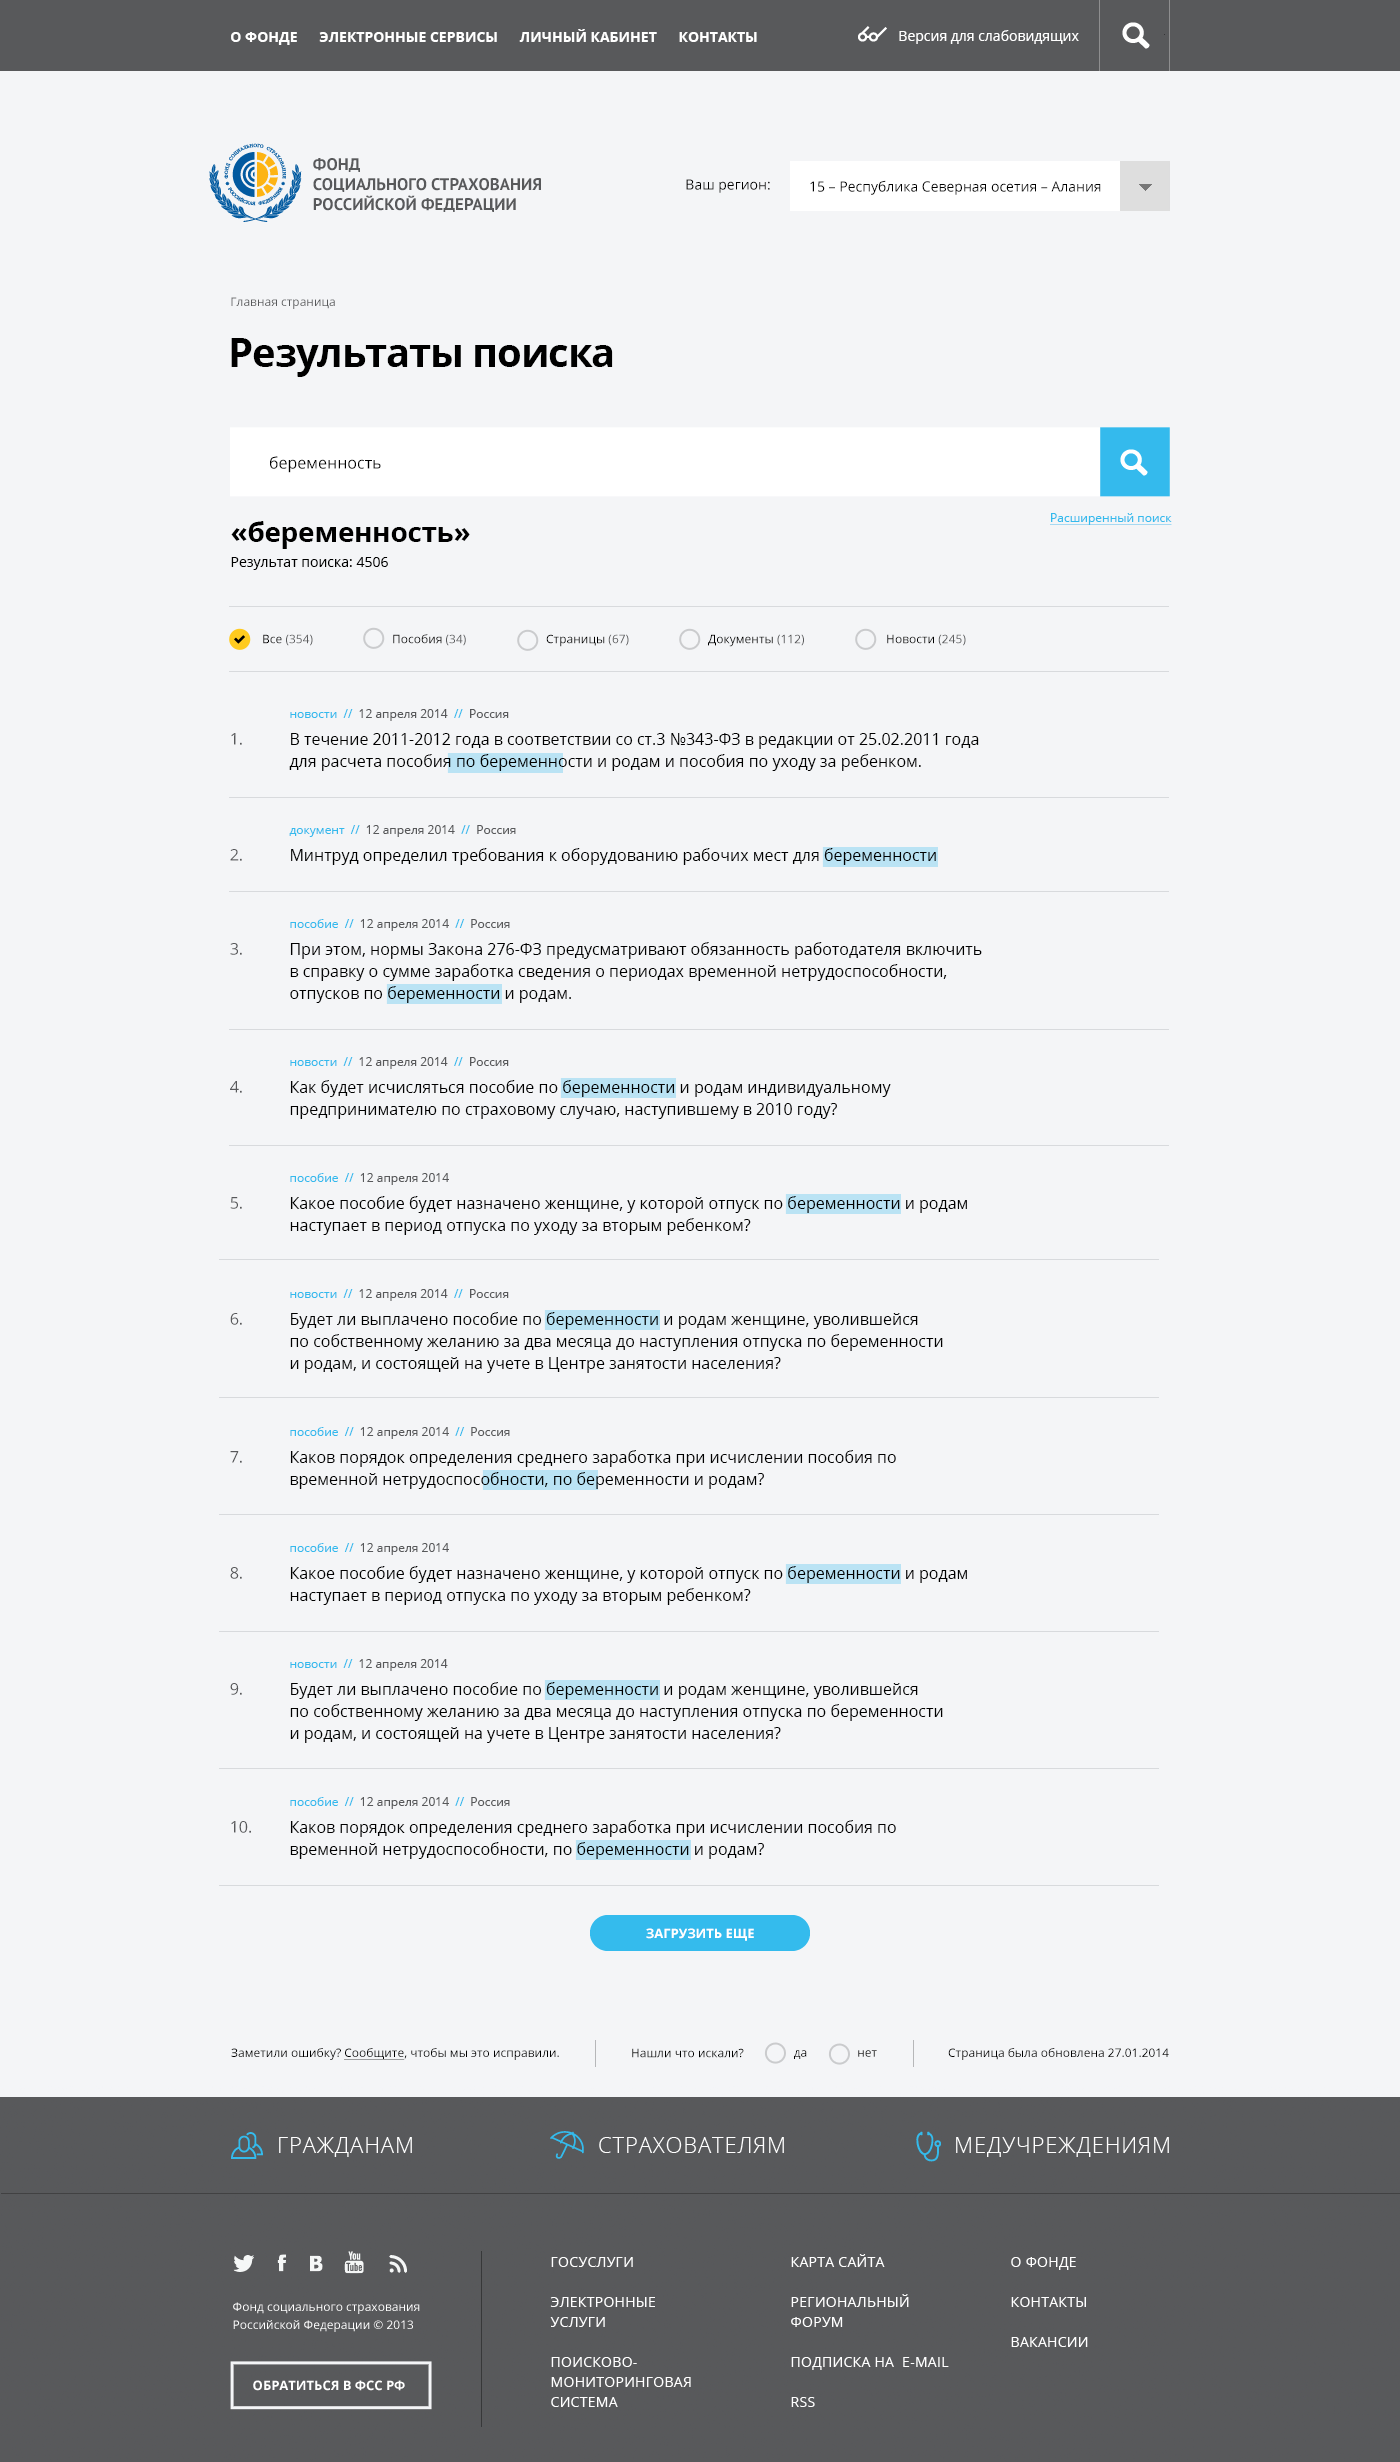 О ФОНДЕ ЭЛЕКТРОННЫЕ СЕРВИСЫ ЛИЧНЫЙ КАБИНЕТ КОНТАКТЫ Версия для слабовидящих
ФОНД
СОЦИАЛЬНОГО СТРАХОВАНИЯ
РОССИЙСКОЙ ФЕДЕРАЦИИ
Ваш регион: 15 – Республика Северная осетия – Алания
Главная страница
Результаты поиска
беременность
Расширенный поиск
«беременность»
Результат поиска: 4506
Все (354) Пособия (34) Страницы (67) Документы (112) Новости (245)
новости // 12 апреля 2014 // Россия
1. В течение 2011-2012 года в соответствии со ст.3 №343-ФЗ в редакции от 25.02.2011 года
для расчета пособия по беременности и родам и пособия по уходу за ребенком.
документ // 12 апреля 2014 // Россия
2. Минтруд определил требования к оборудованию рабочих мест для беременности
пособие // 12 апреля 2014 // Россия
3. При этом, нормы Закона 276-ФЗ предусматривают обязанность работодателя включить
в справку о сумме заработка сведения о периодах временной нетрудоспособности,
отпусков по беременности и родам.
новости // 12 апреля 2014 // Россия
4. Как будет исчисляться пособие по беременности и родам индивидуальному
предпринимателю по страховому случаю, наступившему в 2010 году?
пособие // 12 апреля 2014
5. Какое пособие будет назначено женщине, у которой отпуск по беременности и родам
наступает в период отпуска по уходу за вторым ребенком?
новости // 12 апреля 2014 // Россия
6. Будет ли выплачено пособие по беременности и родам женщине, уволившейся
по собственному желанию за два месяца до наступления отпуска по беременности
и родам, и состоящей на учете в Центре занятости населения?
пособие // 12 апреля 2014 // Россия
7. Каков порядок определения среднего заработка при исчислении пособия по
временной нетрудоспособности, по беременности и родам?
пособие // 12 апреля 2014
8. Какое пособие будет назначено женщине, у которой отпуск по беременности и родам
наступает в период отпуска по уходу за вторым ребенком?
новости // 12 апреля 2014
9. Будет ли выплачено пособие по беременности и родам женщине, уволившейся
по собственному желанию за два месяца до наступления отпуска по беременности
и родам, и состоящей на учете в Центре занятости населения?
пособие // 12 апреля 2014 // Россия
10. Каков порядок определения среднего заработка при исчислении пособия по
временной нетрудоспособности, по беременности и родам?
ЗАГРУЗИТЬ ЕЩЕ
Заметили ошибку? Сообщите, чтобы мы это исправили. Нашли что искали? да нет Страница была обновлена 27.01.2014
ГРАЖДАНАМ СТРАХОВАТЕЛЯМ МЕДУЧРЕЖДЕНИЯМ
You
Tube
Фонд социального страхования
Российской Федерации © 2013
ОБРАТИТЬСЯ В ФСС РФ
ГОСУСЛУГИ
ЭЛЕКТРОННЫЕ
УСЛУГИ
ПОИСКОВО-
МОНИТОРИНГОВАЯ
СИСТЕМА
КАРТА САЙТА
РЕГИОНАЛЬНЫЙ
ФОРУМ
ПОДПИСКА НА E-MAIL
RSS
О ФОНДЕ
КОНТАКТЫ
ВАКАНСИИ